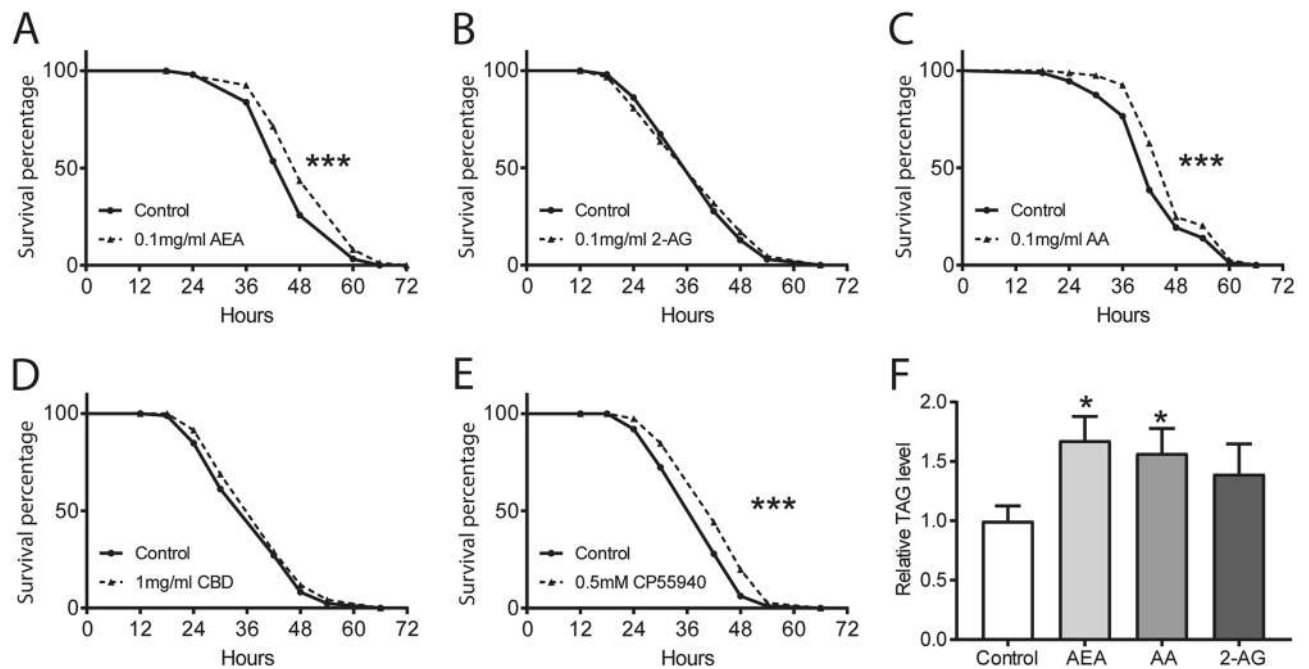 A
Survival percentage
100
50
0
***
Control
0.1mg/ml AEA
0 12 24 36 48 60 72
Hours
B
Survival percentage
100
50
0
Control
0.1mg/ml 2-AG
0 12 24 36 48 60 72
Hours
C
Survival percentage
100
50
0
***
Control
0.1mg/ml AA
0 12 24 36 48 60 72
Hours
D
Survival percentage
100
50
0
Control
1mg/ml CBD
0 12 24 36 48 60 72
Hours
E
Survival percentage
100
50
0
***
Control
0.5mM CP55940
0 12 24 36 48 60 72
Hours
F
Relative TAG level
2.0
1.5
1.0
0.5
0.0
* *
Control AEA AA 2-AG